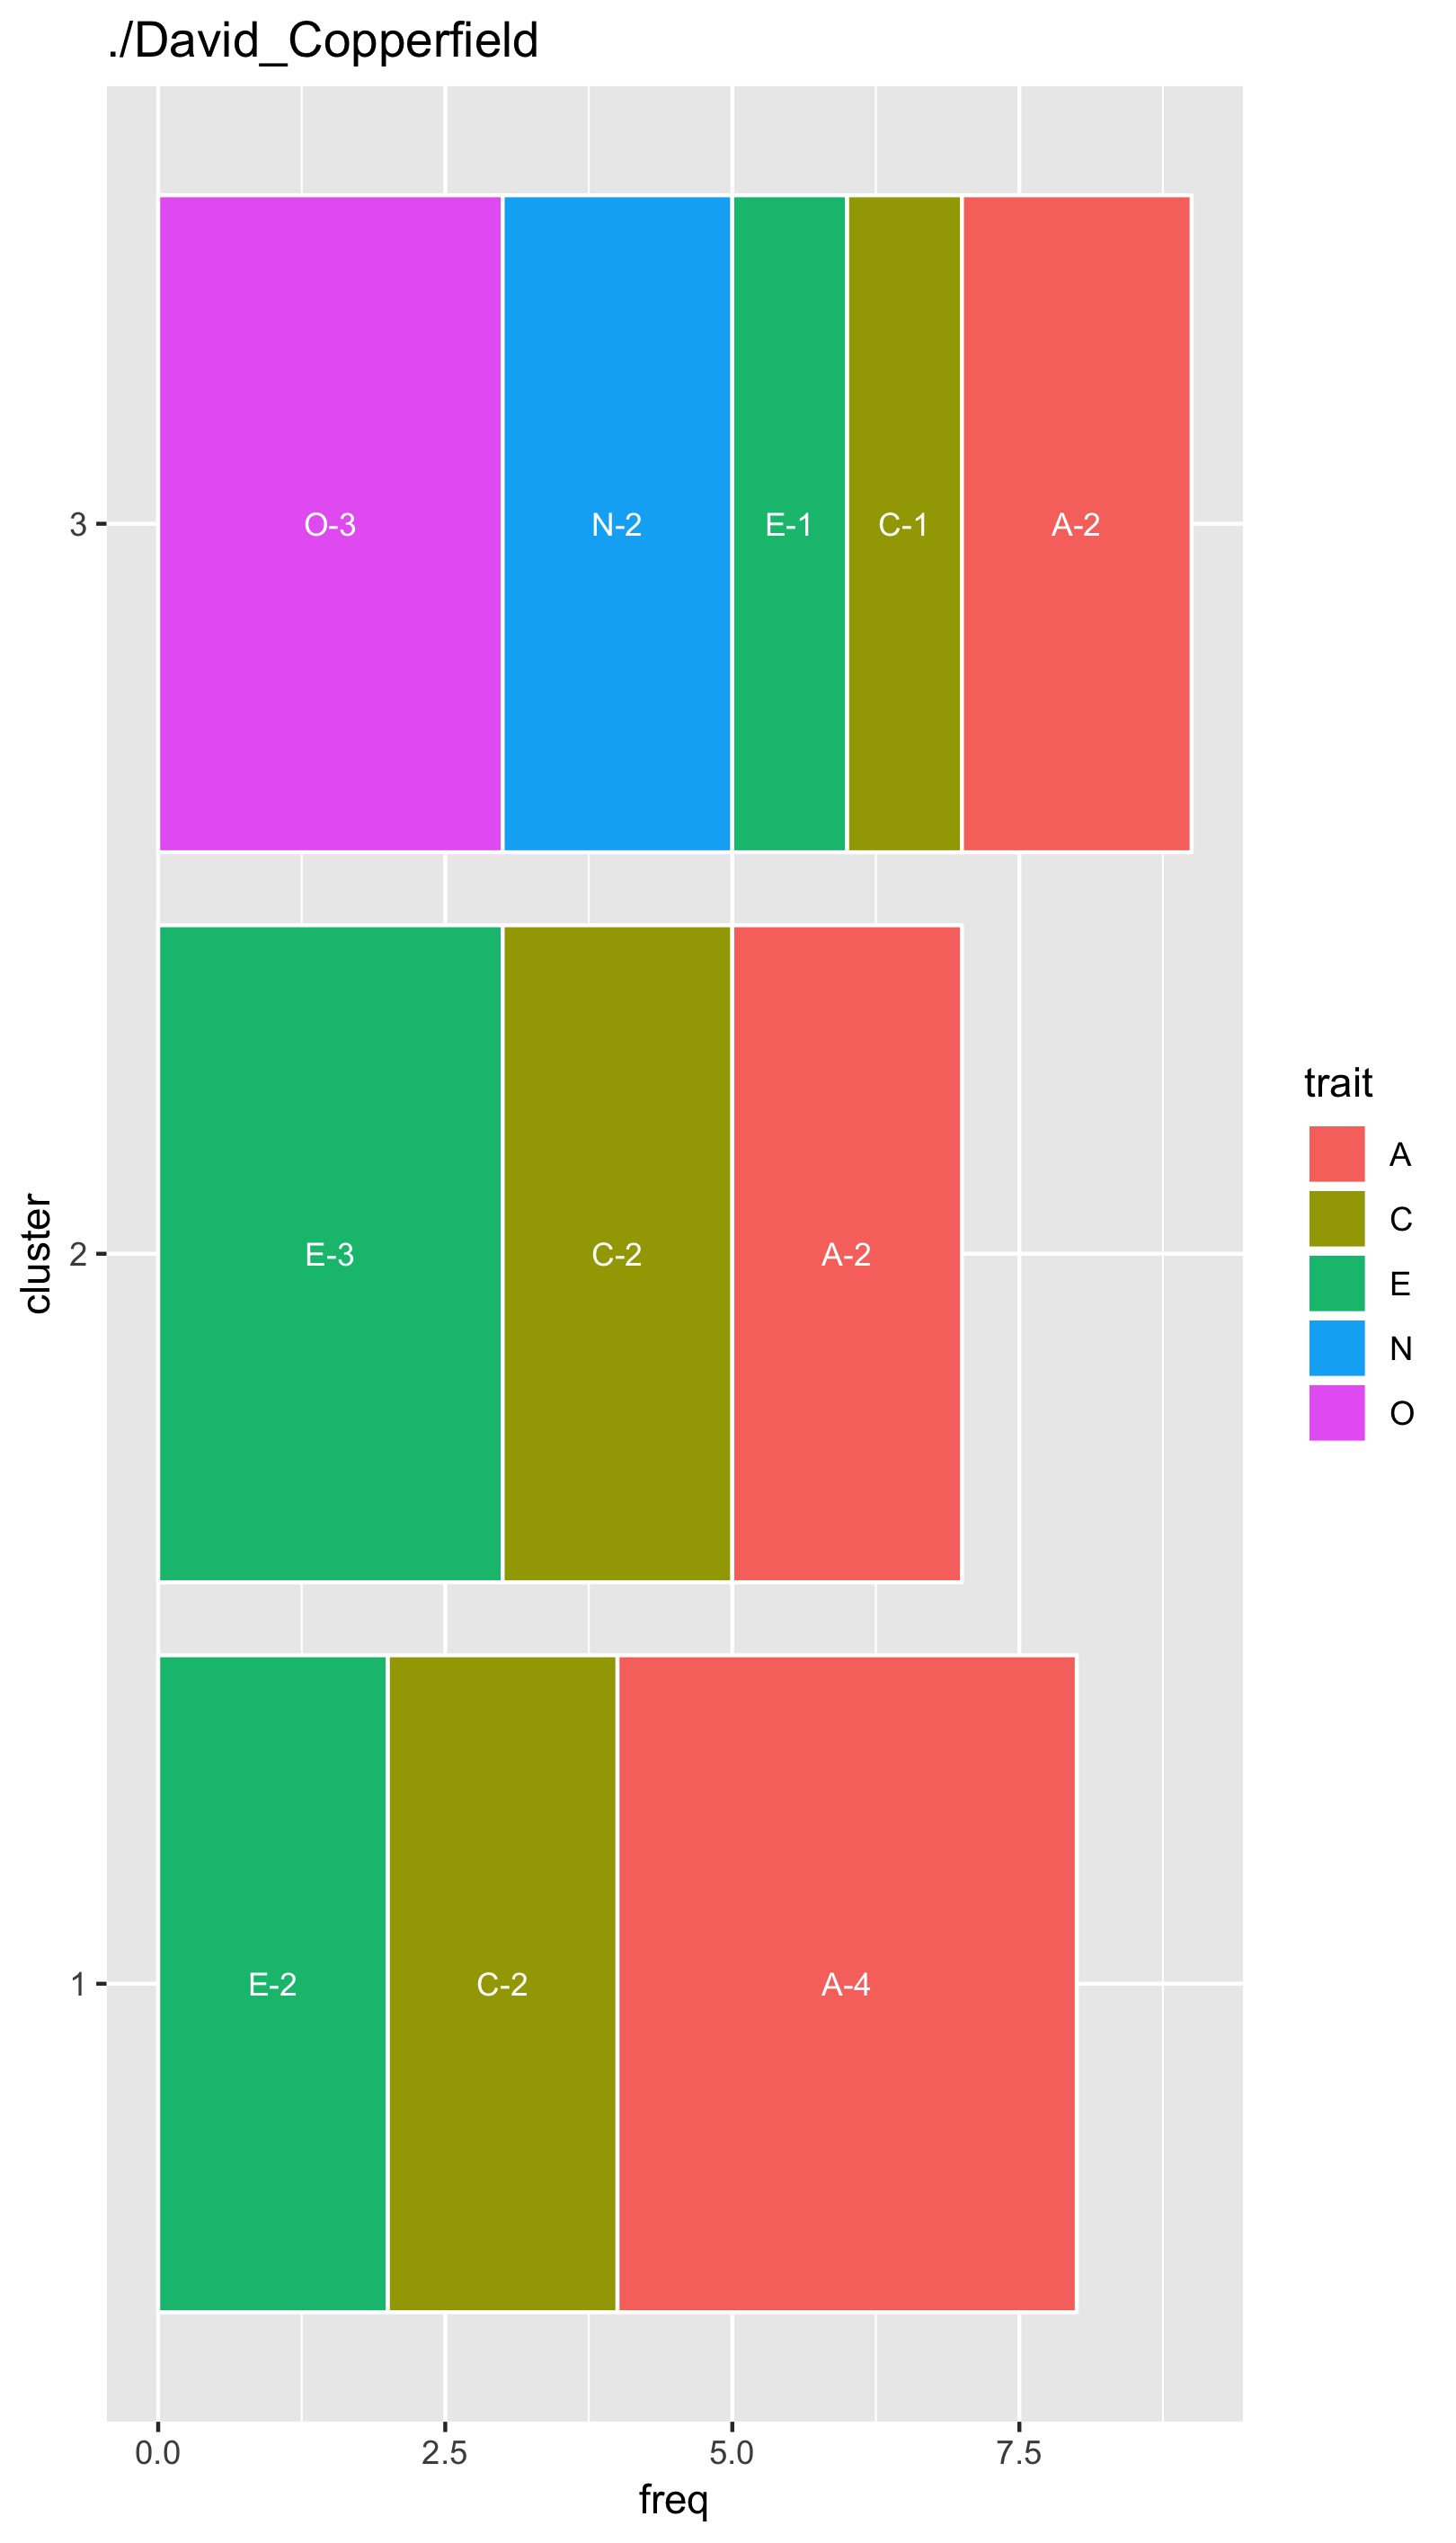 ./David_Copperfield
3
O-3 N-2 E-1 C-1 A-2
cluster
2
E-3 C-2 A-2
1
E-2 C-2 A-4
0.0 2.5 5.0 7.5
freq
trait
A
C
E
N
O